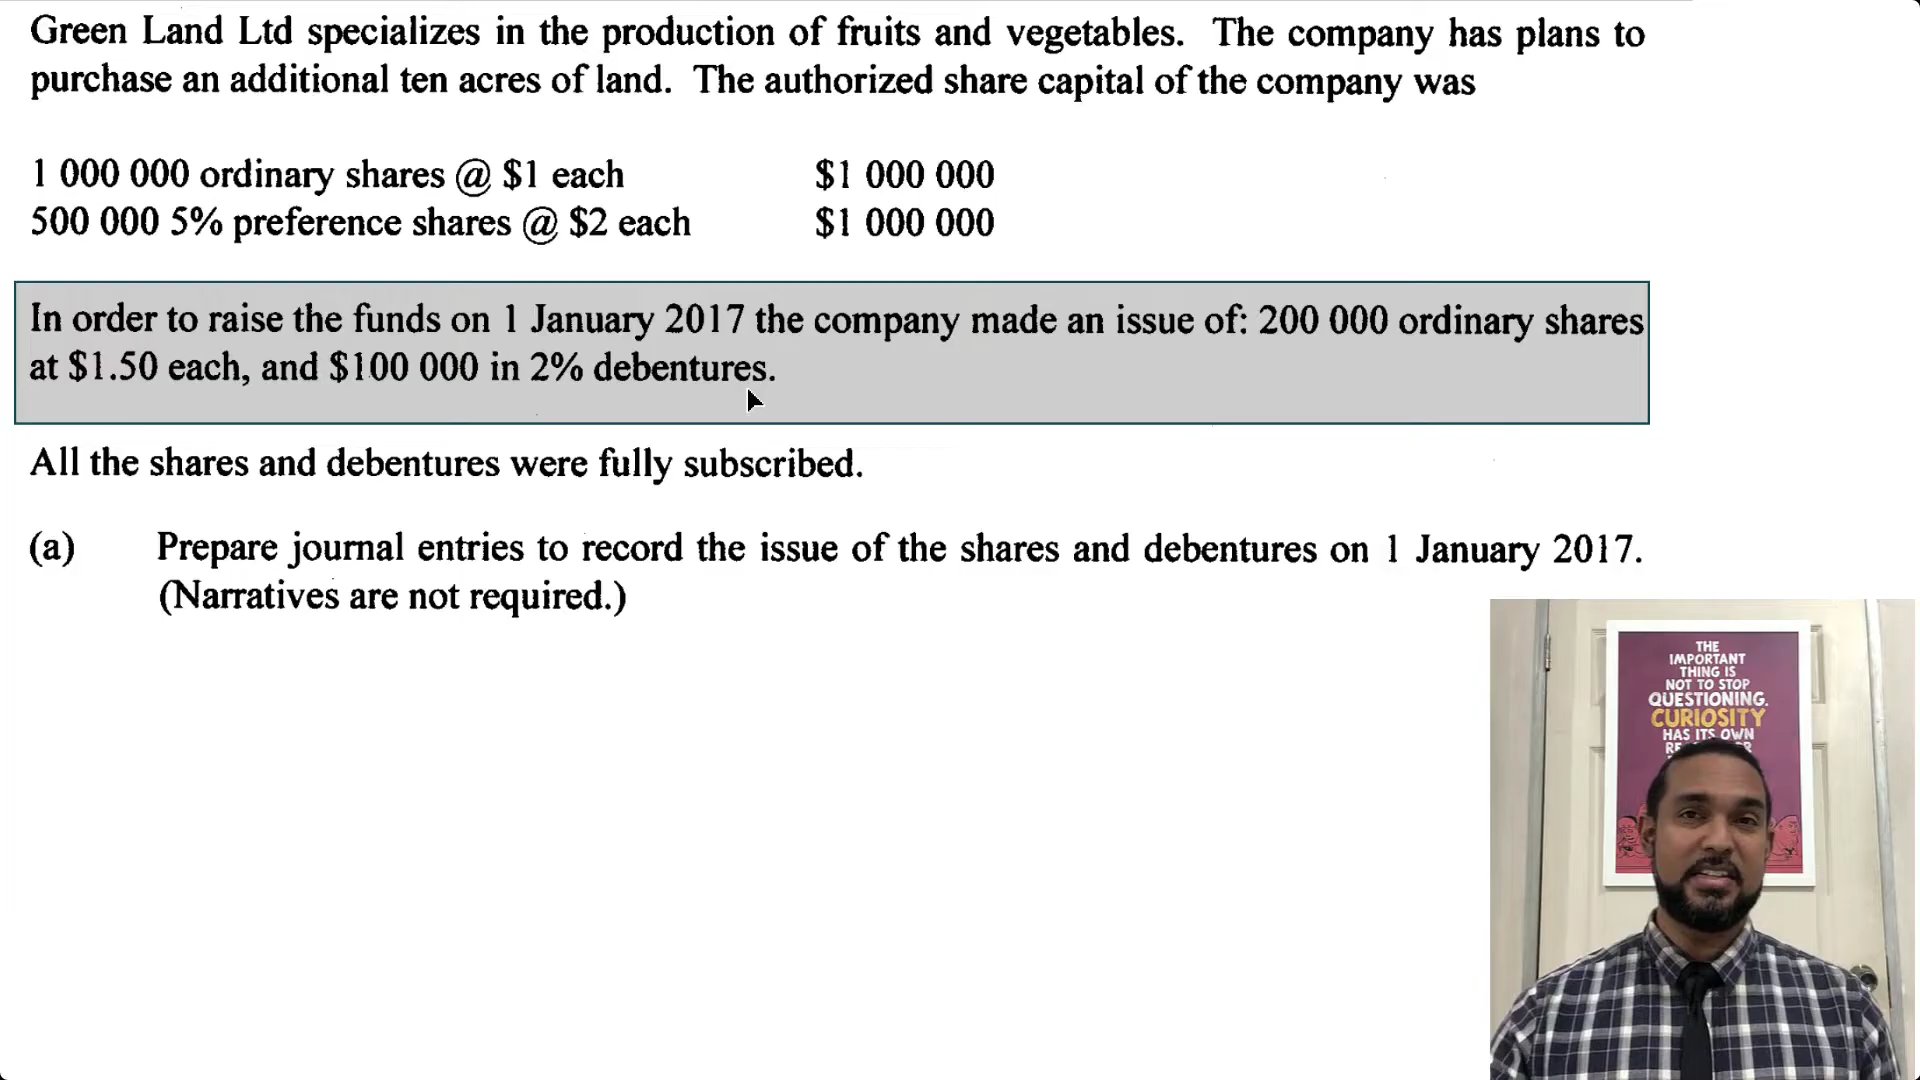 Green Land Ltd specializes in the production of fruits and vegetables. The company has plans to
purchase an additional ten acres of land. The authorized share capital of the company was
1 000 000 ordinary shares @ $1 each $1 000 000
500 000 5% preference shares @ $2 each $1 000 000
In order to raise the funds on 1 January 2017 the company made an issue of: 200 000 ordinary shares
at $1.50 each, and $100 000 in 2% debentures.
All the shares and debentures were fully subscribed.
(a) Prepare journal entries to record the issue of the shares and debentures on 1 January 2017.
(Narratives are not required.)
THE
IMPORTANT
THING IS
NOT TO STOP
QUESTIONING.
CURIOSITY
HAS ITS OWN